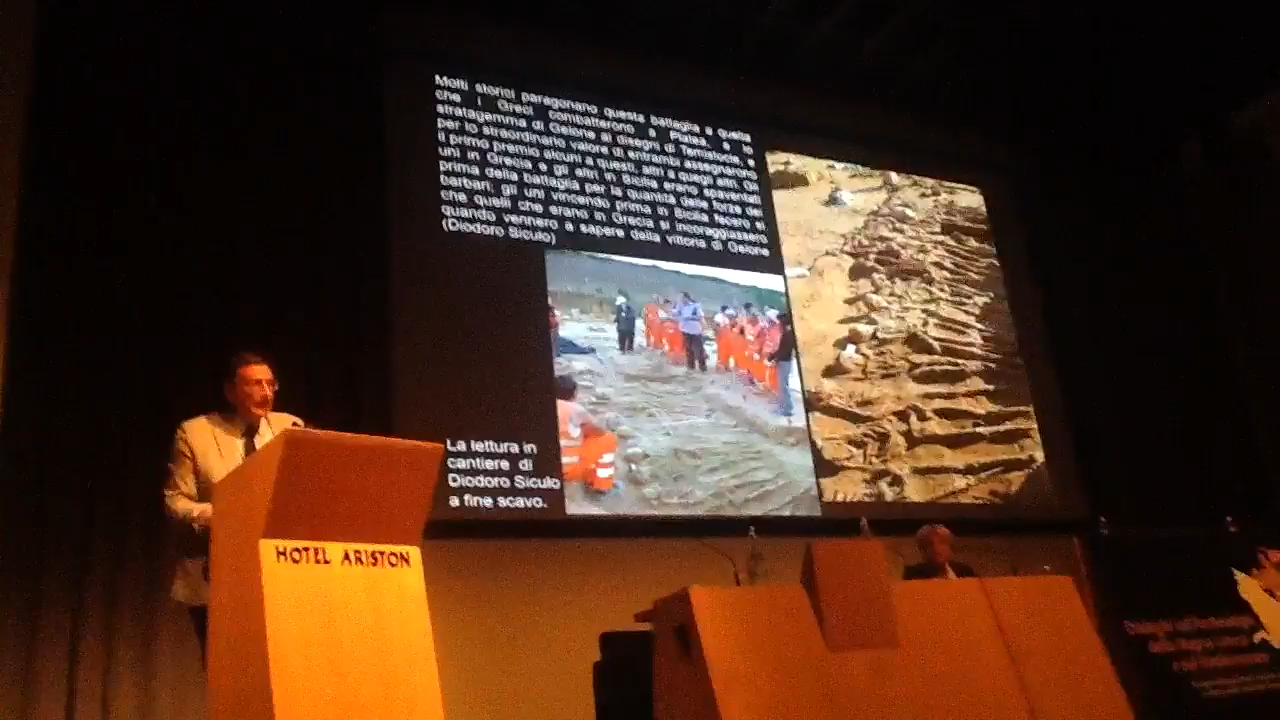 Molti storici paragonano questa battaglia a quella
che i Greci combatterono a Platea, e lo
stratagemma di Gelone ai disegni di Temistocle, e
per lo straordinario valore di entrambi assegnarono
il primo premio alcuni a questi, altri a quegli altri. Gli
uni in Grecia e gli altri in Sicilia erano spaventati
prima della battaglia per la quantità delle forze dei
barbari; gli uni vincendo prima in Sicilia fecero sì
che quelli che erano in Grecia si incoraggiassero
quando vennero a sapere della vittoria di Gelone
(Diodoro Siculo)
La lettura in
cantiere di
Diodoro Siculo
a fine scavo.
HOTEL ARISTON